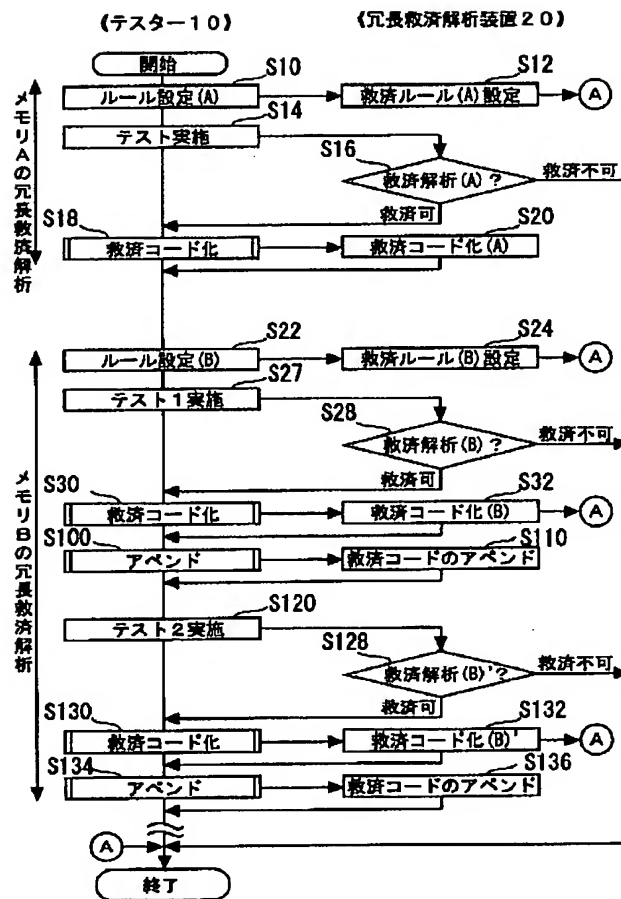 《テスター10》 《冗長救済解析装置20》
開始
S10 S12
ルール設定(A) 救済ルール(A)設定 A
S14
テスト実施
S16
救済解析(A)? 救済不可
救済可
S18 S20
救済コード化 救済コード化(A)
メモリAの冗長救済解析
S22 S24
ルール設定(B) 救済ルール(B)設定 A
S27
テスト1実施
S28
救済解析(B)? 救済不可
救済可
S30 S32
救済コード化 救済コード化(B) A
S100 S110
アペンド 救済コードのアペンド
S120
テスト2実施
S128
救済解析(B)'? 救済不可
救済可
S130 S132
救済コード化 救済コード化(B)' A
S134 S136
アペンド 救済コードのアペンド
メモリBの冗長救済解析
A
終了